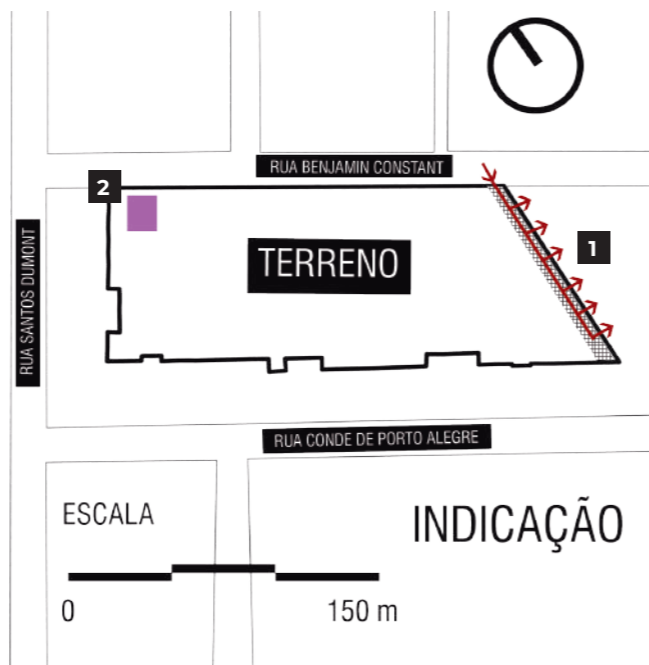 RUA BENJAMIN CONSTANT
2
RUA SANTOS DUMONT
TERRENO
1
RUA CONDE DE PORTO ALEGRE
ESCALA
INDICAÇÃO
0
150 m